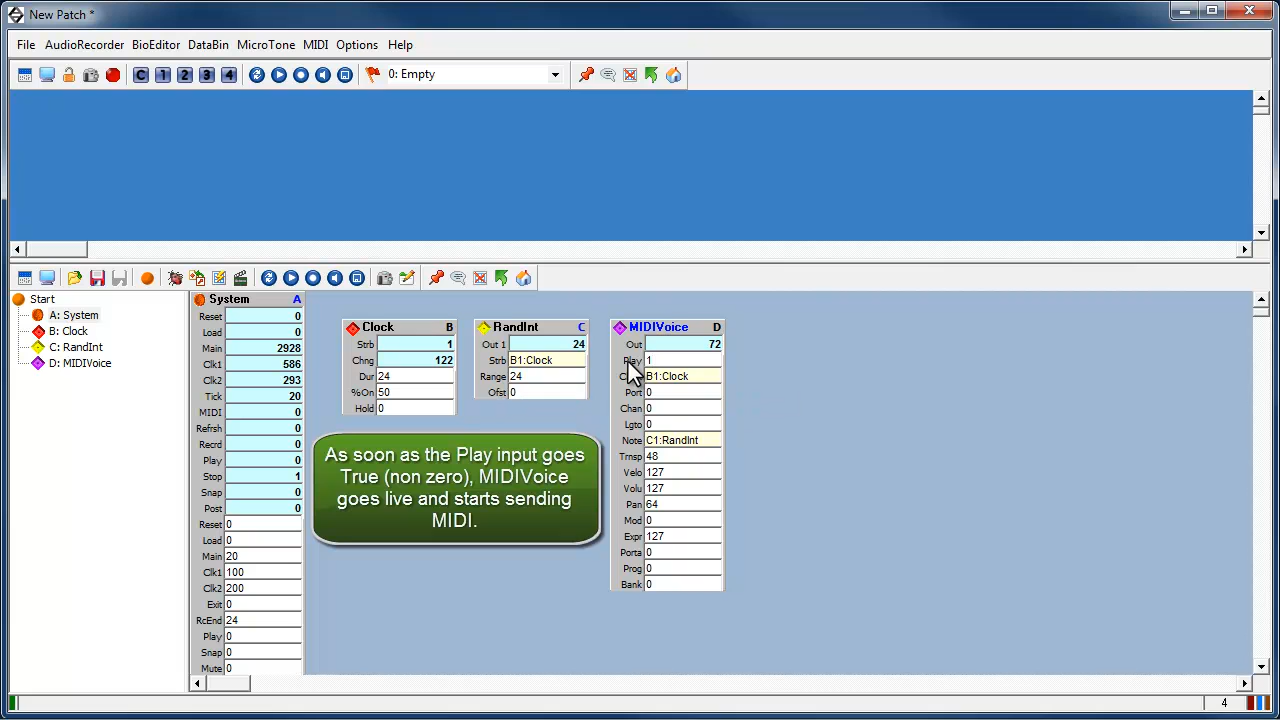 New Patch *
File AudioRecorder BioEditor DataBin MicroTone MIDI Options Help
C 1 2 3 4 0: Empty
Start
A: System
B: Clock
C: RandInt
D: MIDIVoice
System A
Reset 0
Load 0
Main 2928
Clk1 586
Clk2 293
Tick 20
MIDI 0
Refrsh 0
Recrd 0
Play 0
Stop 1
Snap 0
Post 0
Reset 0
Load 0
Main 20
Clk1 100
Clk2 200
Exit 0
RcEnd 24
Play 0
Snap 0
Mute 0
Clock B
Strb 1
Chng 122
Dur 24
%On 50
Hold 0
RandInt C
Out 1 24
Strb B1:Clock
Range 24
Ofst 0
MIDIVoice D
Out 72
Play 1
B1:Clock
Port 0
Chan 0
Lgto 0
Note C1:RandInt
Trnsp 48
Velo 127
Volu 127
Pan 64
Mod 0
Expr 127
Porta 0
Prog 0
Bank 0
As soon as the Play input goes
True (non zero), MIDIVoice
goes live and starts sending
MIDI.
4